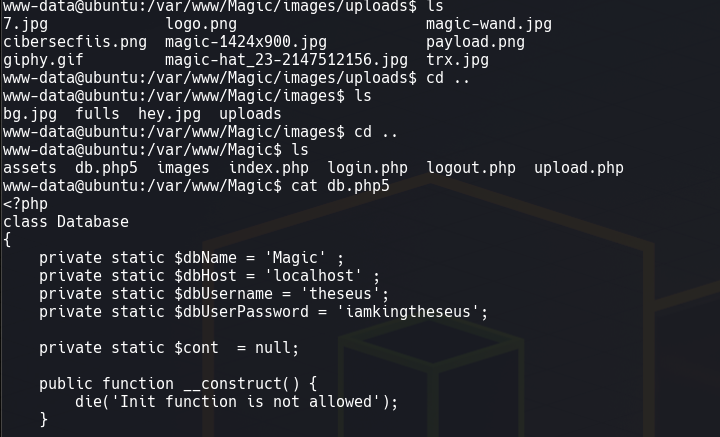 www-data@ubuntu:/var/www/Magic/images/uploads$ ls
7.jpg             logo.png                     magic-wand.jpg
cibersecfiis.png  magic-1424x900.jpg           payload.png
giphy.gif         magic-hat_23-2147512156.jpg  trx.jpg
www-data@ubuntu:/var/www/Magic/images/uploads$ cd ..
www-data@ubuntu:/var/www/Magic/images$ ls
bg.jpg  fulls  hey.jpg  uploads
www-data@ubuntu:/var/www/Magic/images$ cd ..
www-data@ubuntu:/var/www/Magic$ ls
assets  db.php5  images  index.php  login.php  logout.php  upload.php
www-data@ubuntu:/var/www/Magic$ cat db.php5
<?php
class Database
{
    private static $dbName = 'Magic' ;
    private static $dbHost = 'localhost' ;
    private static $dbUsername = 'theseus';
    private static $dbUserPassword = 'iamkingtheseus';

    private static $cont  = null;

    public function __construct() {
        die('Init function is not allowed');
    }